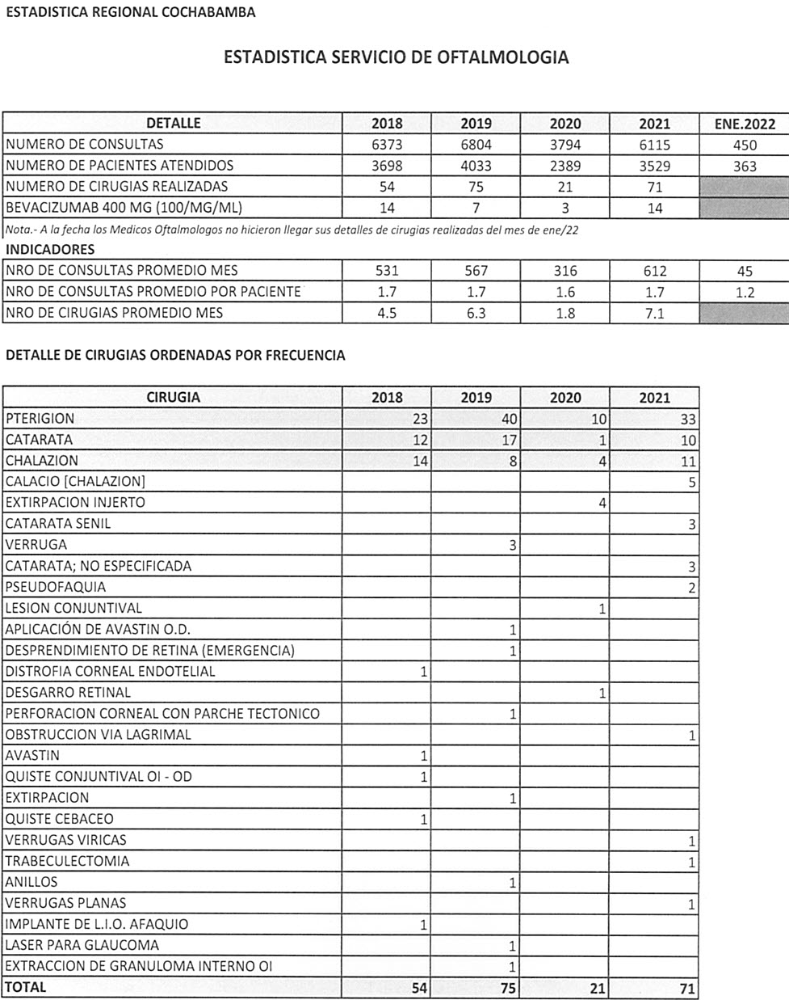 ESTADISTICA REGIONAL COCHABAMBA
ESTADISTICA SERVICIO DE OFTALMOLOGIA
DETALLE 2018 2019 2020 2021 ENE.2022
NUMERO DE CONSULTAS 6373 6804 3794 6115 450
NUMERO DE PACIENTES ATENDIDOS 3698 4033 2389 3529 363
NUMERO DE CIRUGIAS REALIZADAS 54 75 21 71
BEVACIZUMAB 400 MG (100/MG/ML) 14 7 3 14
Nota.- A la fecha los Medicos Oftalmologos no hicieron llegar sus detalles de cirugias realizadas del mes de ene/22
INDICADORES
NRO DE CONSULTAS PROMEDIO MES 531 567 316 612 45
NRO DE CONSULTAS PROMEDIO POR PACIENTE 1.7 1.7 1.6 1.7 1.2
NRO DE CIRUGIAS PROMEDIO MES 4.5 6.3 1.8 7.1
DETALLE DE CIRUGIAS ORDENADAS POR FRECUENCIA
CIRUGIA 2018 2019 2020 2021
PTERIGION 23 40 10 33
CATARATA 12 17 1 10
CHALAZION 14 8 4 11
CALACIO [CHALAZION] 5
EXTIRPACION INJERTO 4
CATARATA SENIL 3
VERRUGA 3
CATARATA; NO ESPECIFICADA 3
PSEUDOFAQUIA 2
LESION CONJUNTIVAL 1
APLICACIÓN DE AVASTIN O.D. 1
DESPRENDIMIENTO DE RETINA (EMERGENCIA) 1
DISTROFIA CORNEAL ENDOTELIAL 1
DESGARRO RETINAL 1
PERFORACION CORNEAL CON PARCHE TECTONICO 1
OBSTRUCCION VIA LAGRIMAL 1
AVASTIN 1
QUISTE CONJUNTIVAL OI - OD 1
EXTIRPACION 1
QUISTE CEBACEO 1
VERRUGAS VIRICAS 1
TRABECULECTOMIA 1
ANILLOS 1
VERRUGAS PLANAS 1
IMPLANTE DE L.I.O. AFAQUIO 1
LASER PARA GLAUCOMA 1
EXTRACCION DE GRANULOMA INTERNO OI 1
TOTAL 54 75 21 71